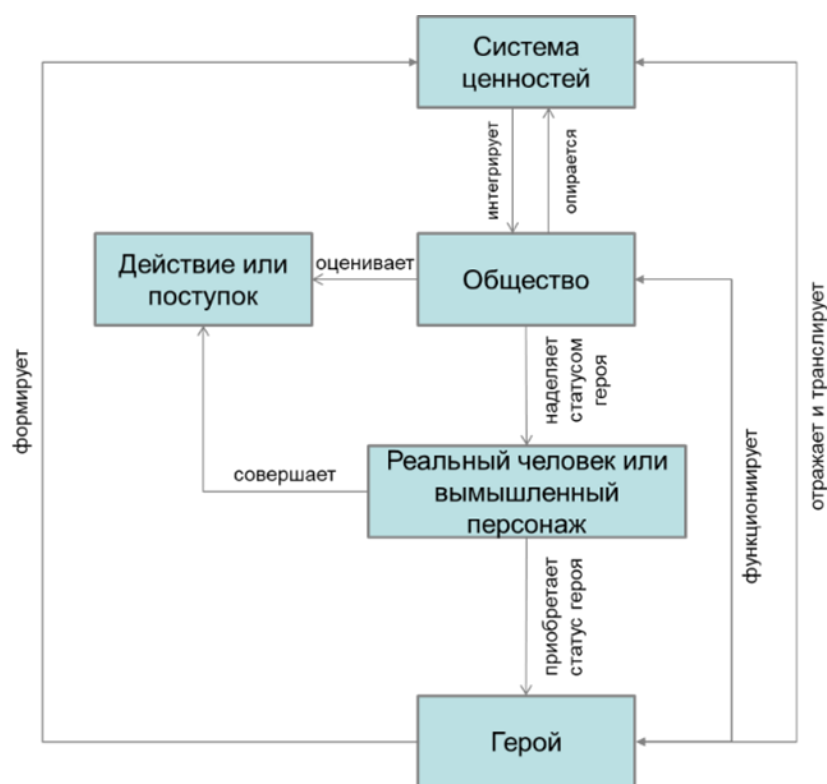 Система
ценностей
интегрирует
опирается
Действие или
поступок
оценивает
Общество
наделяет
статусом
героя
формирует
отражает и транслирует
функциониирует
совершает
Реальный человек или
вымышленный
персонаж
приобретает
статус героя
Герой